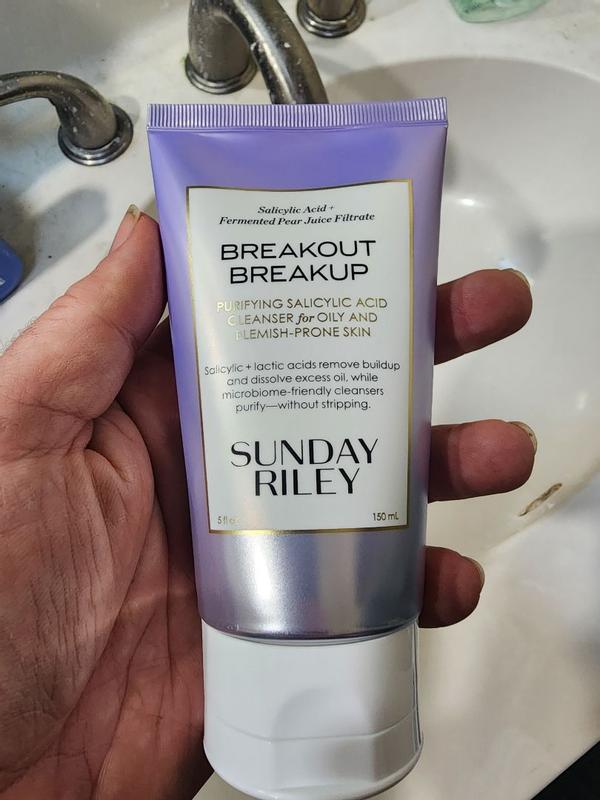 Salicylic Acid +
Fermented Pear Juice Filtrate
BREAKOUT
BREAKUP
PURIFYING SALICYLIC ACID
CLEANSER for OILY AND
BLEMISH-PRONE SKIN
Salicylic + lactic acids remove buildup
and dissolve excess oil, while
microbiome-friendly cleansers
purify—without stripping.
SUNDAY
RILEY
5 fl oz 150 mL